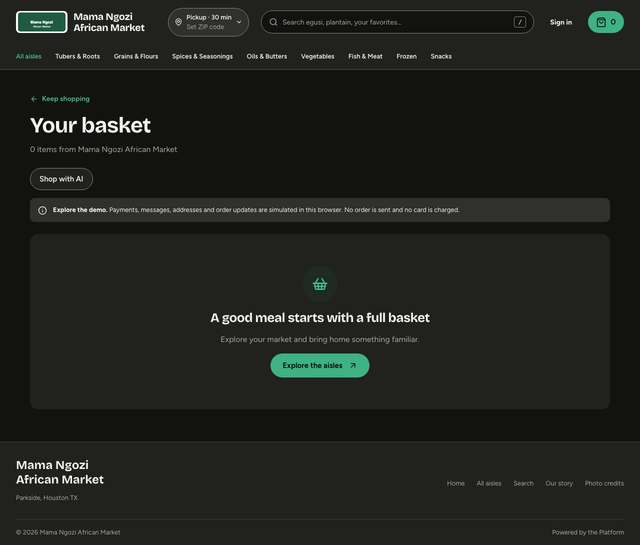 Mama Ngozi
African Market
Mama Ngozi
African Market
Pickup · 30 min
Set ZIP code
Search egusi, plantain, your favorites...
/
Sign in
0
All aisles
Tubers & Roots
Grains & Flours
Spices & Seasonings
Oils & Butters
Vegetables
Fish & Meat
Frozen
Snacks
Keep shopping
Your basket
0 items from Mama Ngozi African Market
Shop with AI
Explore the demo. Payments, messages, addresses and order updates are simulated in this browser. No order is sent and no card is charged.
A good meal starts with a full basket
Explore your market and bring home something familiar.
Explore the aisles
Mama Ngozi
African Market
Parkside, Houston TX
Home
All aisles
Search
Our story
Photo credits
© 2026 Mama Ngozi African Market
Powered by the Platform